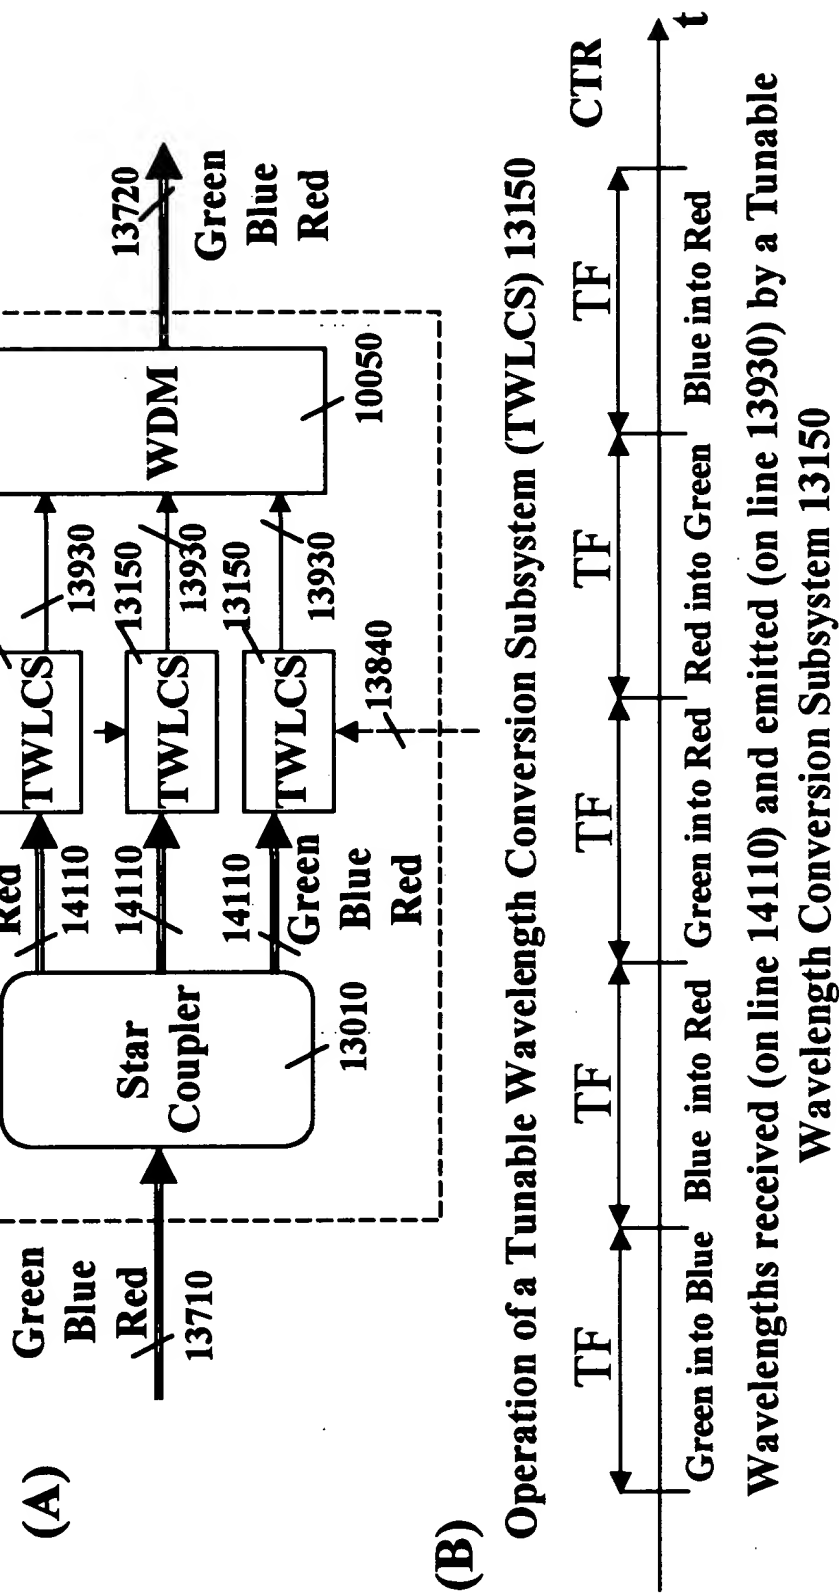 (A)
Green
Blue
Red
13710
Star
Coupler
13010
Red
14110
14110
14110
Green
Blue
Red
TWLCS
TWLCS
TWLCS
13840
13930
13150
13930
13150
13930
WDM
10050
13720
Green
Blue
Red
(B)
Operation of a Tunable Wavelength Conversion Subsystem (TWLCS) 13150
TF TF TF TF TF CTR
t
Green into Blue Blue into Red Green into Red Red into Green Blue into Red
Wavelengths received (on line 14110) and emitted (on line 13930) by a Tunable
Wavelength Conversion Subsystem 13150